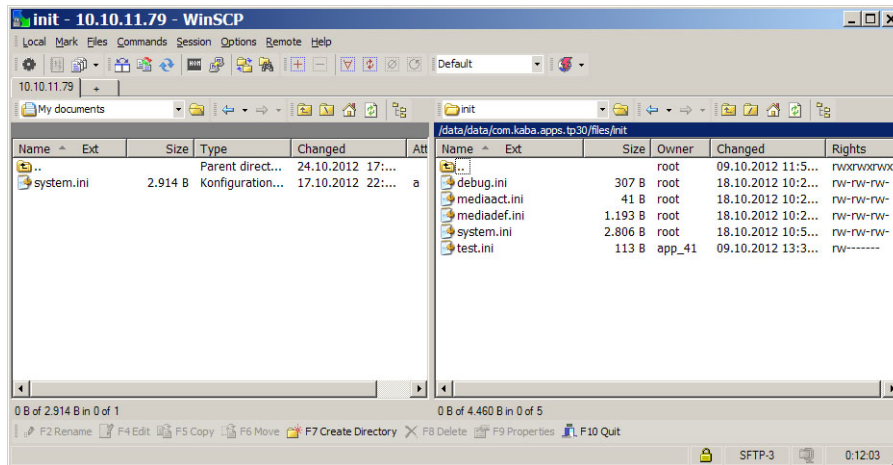 init - 10.10.11.79 - WinSCP
Local Mark Files Commands Session Options Remote Help
Default
10.10.11.79 +
My documents
init
/data/data/com.kaba.apps.tp30/files/init
Name Ext Size Type Changed Att
Name Ext Size Owner Changed Rights
.. Parent direct... 24.10.2012 17:...
system.ini 2.914 B Konfiguration... 17.10.2012 22:... a
.. root 09.10.2012 11:5... rwxrwxrwx
debug.ini 307 B root 18.10.2012 10:2... rw-rw-rw-
mediaact.ini 41 B root 18.10.2012 10:2... rw-rw-rw-
mediadef.ini 1.193 B root 18.10.2012 10:2... rw-rw-rw-
system.ini 2.806 B root 18.10.2012 10:5... rw-rw-rw-
test.ini 113 B app_41 09.10.2012 13:3... rw-------
0 B of 2.914 B in 0 of 1
0 B of 4.460 B in 0 of 5
F2 Rename F4 Edit F5 Copy F6 Move F7 Create Directory F8 Delete F9 Properties F10 Quit
SFTP-3 0:12:03